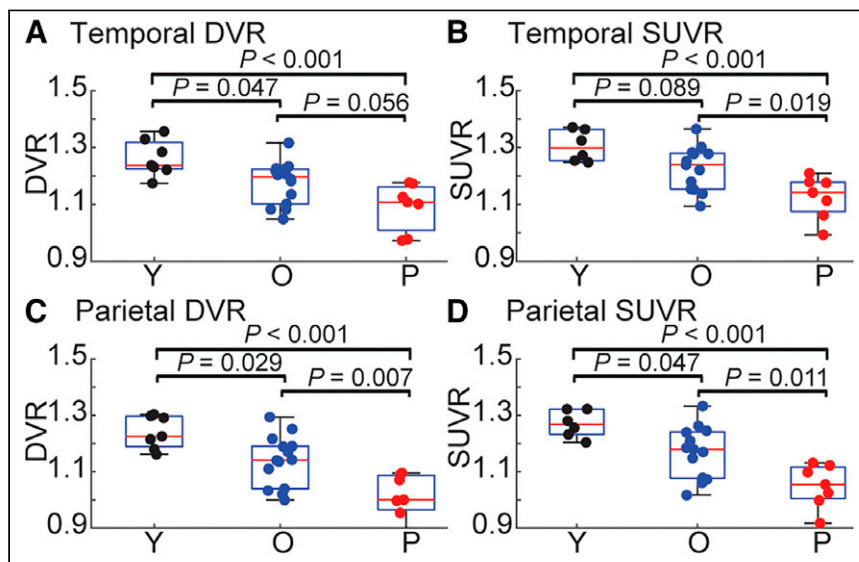 A Temporal DVR
P < 0.001
P = 0.047
P = 0.056
1.5
1.3
1.1
0.9
DVR
Y O P
B Temporal SUVR
P < 0.001
P = 0.089
P = 0.019
1.5
1.3
1.1
0.9
SUVR
Y O P
C Parietal DVR
P < 0.001
P = 0.029
P = 0.007
1.5
1.3
1.1
0.9
DVR
Y O P
D Parietal SUVR
P < 0.001
P = 0.047
P = 0.011
1.5
1.3
1.1
0.9
SUVR
Y O P